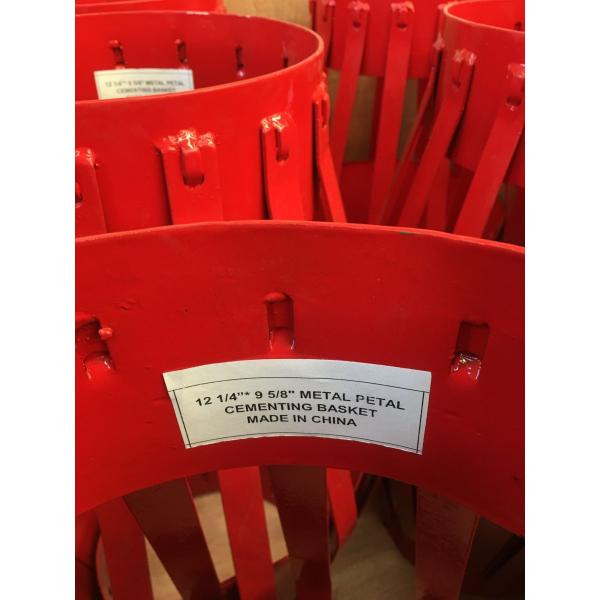 12 1/4”* 9 5/8" METAL PETAL
CEMENTING BASKET
12 1/4”* 9 5/8" METAL PETAL
CEMENTING BASKET
MADE IN CHINA